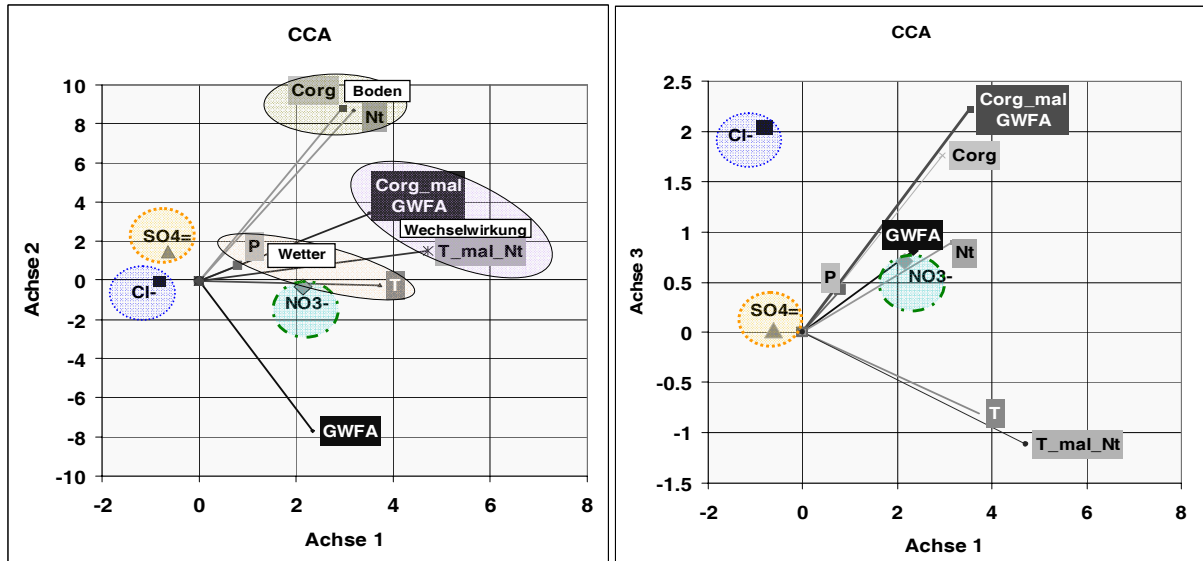 CCA
Achse 2
10
8
6
4
2
0
-2
-4
-6
-8
-10
Corg
Boden
Nt
Corg_mal
GWFA
Wechselwirkung
T_mal_Nt
SO4=
P
Wetter
Cl-
NO3-
T
GWFA
-2 0 2 4 6 8
Achse 1
CCA
Achse 3
2.5
2
1.5
1
0.5
0
-0.5
-1
-1.5
Corg_mal
GWFA
Cl-
Corg
GWFA
Nt
P
NO3-
SO4=
T
T_mal_Nt
-2 0 2 4 6 8
Achse 1